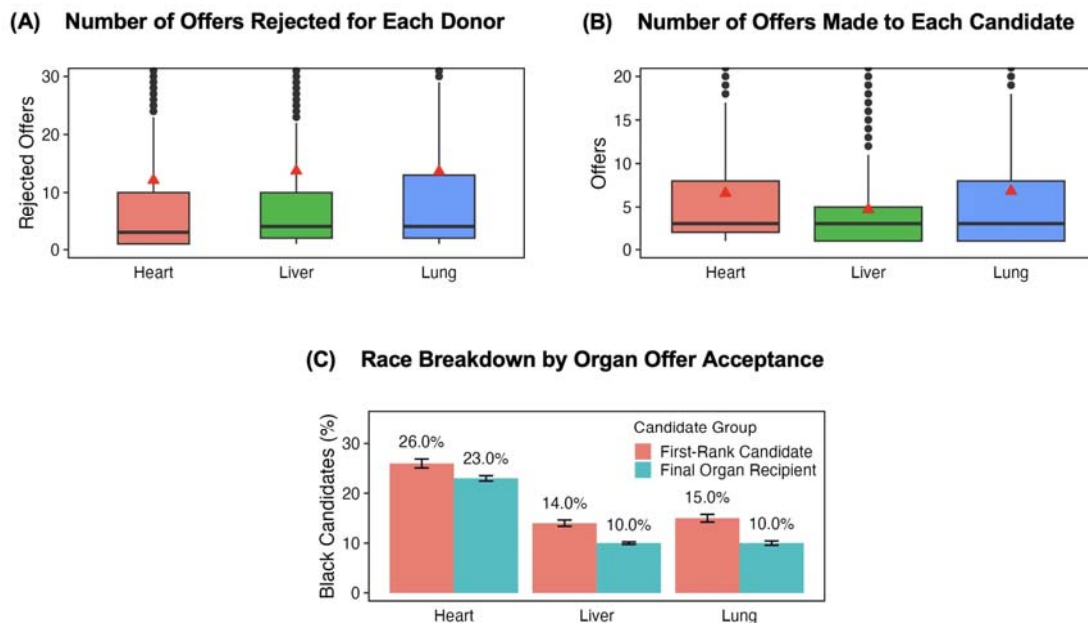 (A) Number of Offers Rejected for Each Donor
Rejected Offers
30
20
10
0
Heart Liver Lung
(B) Number of Offers Made to Each Candidate
Offers
20
15
10
5
0
Heart Liver Lung
(C) Race Breakdown by Organ Offer Acceptance
Black Candidates (%)
30
20
10
0
Candidate Group
First-Rank Candidate
Final Organ Recipient
26.0% 23.0%
14.0% 10.0%
15.0% 10.0%
Heart Liver Lung